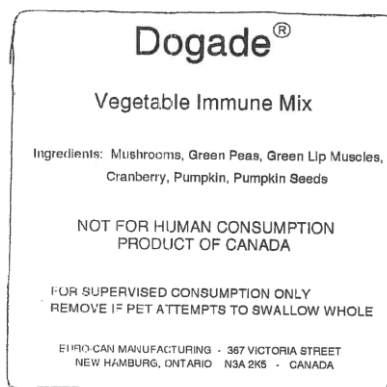 Dogade®
Vegetable Immune Mix
Ingredients: Mushrooms, Green Peas, Green Lip Muscles,
Cranberry, Pumpkin, Pumpkin Seeds
NOT FOR HUMAN CONSUMPTION
PRODUCT OF CANADA
FOR SUPERVISED CONSUMPTION ONLY
REMOVE IF PET ATTEMPTS TO SWALLOW WHOLE
EURO-CAN MANUFACTURING - 367 VICTORIA STREET
NEW HAMBURG, ONTARIO N3A 2K5 - CANADA